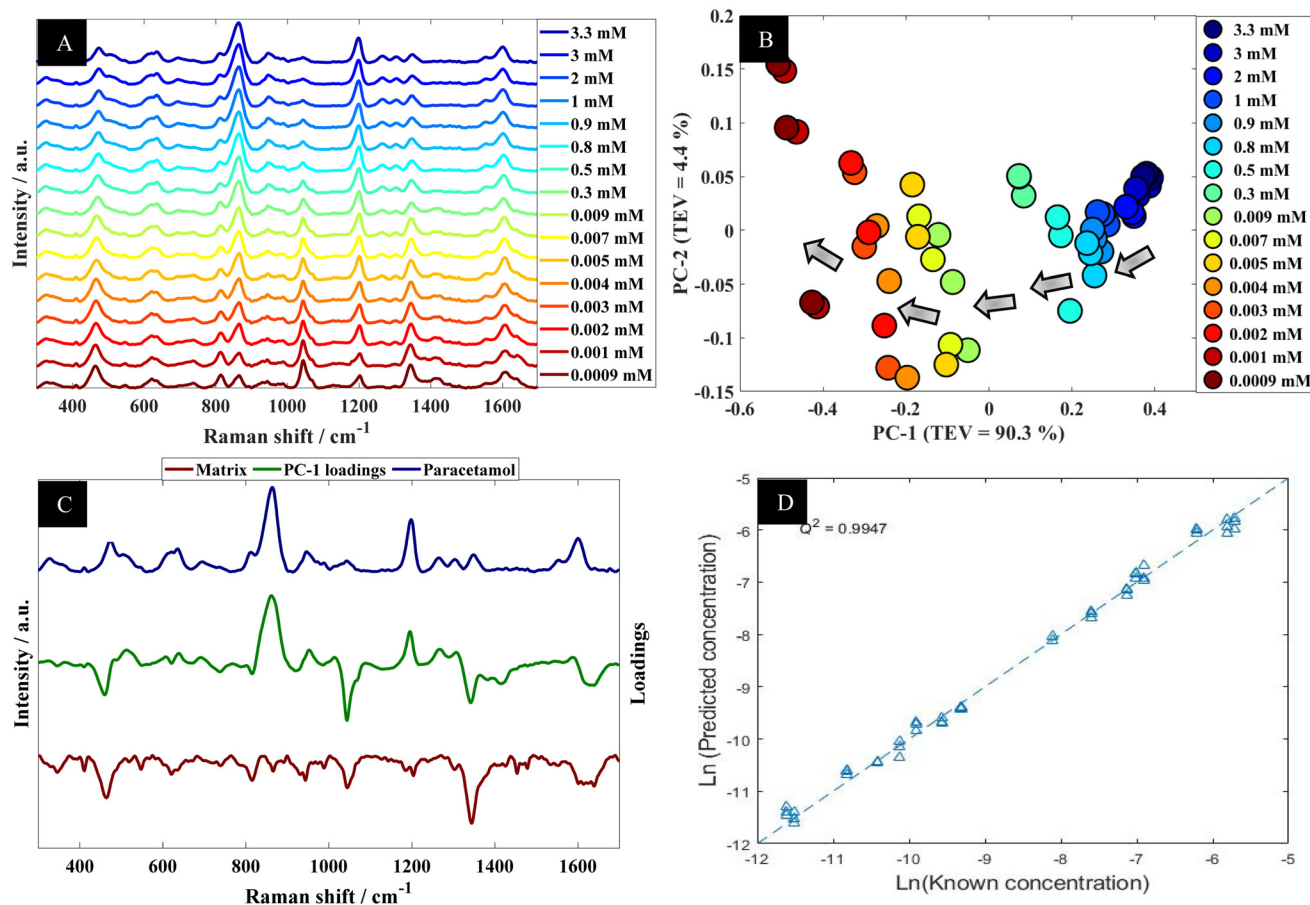 A
Intensity / a.u.
400 600 800 1000 1200 1400 1600
Raman shift / cm-1
3.3 mM
3 mM
2 mM
1 mM
0.9 mM
0.8 mM
0.5 mM
0.3 mM
0.009 mM
0.007 mM
0.005 mM
0.004 mM
0.003 mM
0.002 mM
0.001 mM
0.0009 mM
B
PC-2 (TEV = 4.4 %)
0.2
0.15
0.1
0.05
0
-0.05
-0.1
-0.15
-0.6 -0.4 -0.2 0 0.2 0.4
PC-1 (TEV = 90.3 %)
3.3 mM
3 mM
2 mM
1 mM
0.9 mM
0.8 mM
0.5 mM
0.3 mM
0.009 mM
0.007 mM
0.005 mM
0.004 mM
0.003 mM
0.002 mM
0.001 mM
0.0009 mM
Matrix PC-1 loadings Paracetamol
C
Intensity / a.u.
Loadings
400 600 800 1000 1200 1400 1600
Raman shift / cm-1
D
Q2 = 0.9947
Ln (Predicted concentration)
-5
-6
-7
-8
-9
-10
-11
-12
-12 -11 -10 -9 -8 -7 -6 -5
Ln(Known concentration)